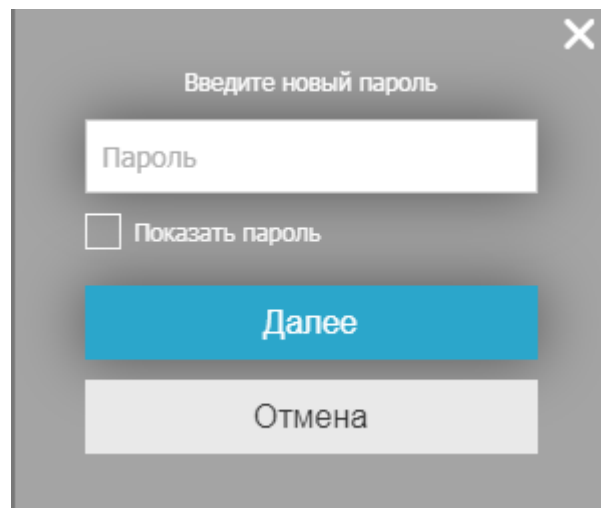 Введите новый пароль
Пароль
Показать пароль
Далее
Отмена